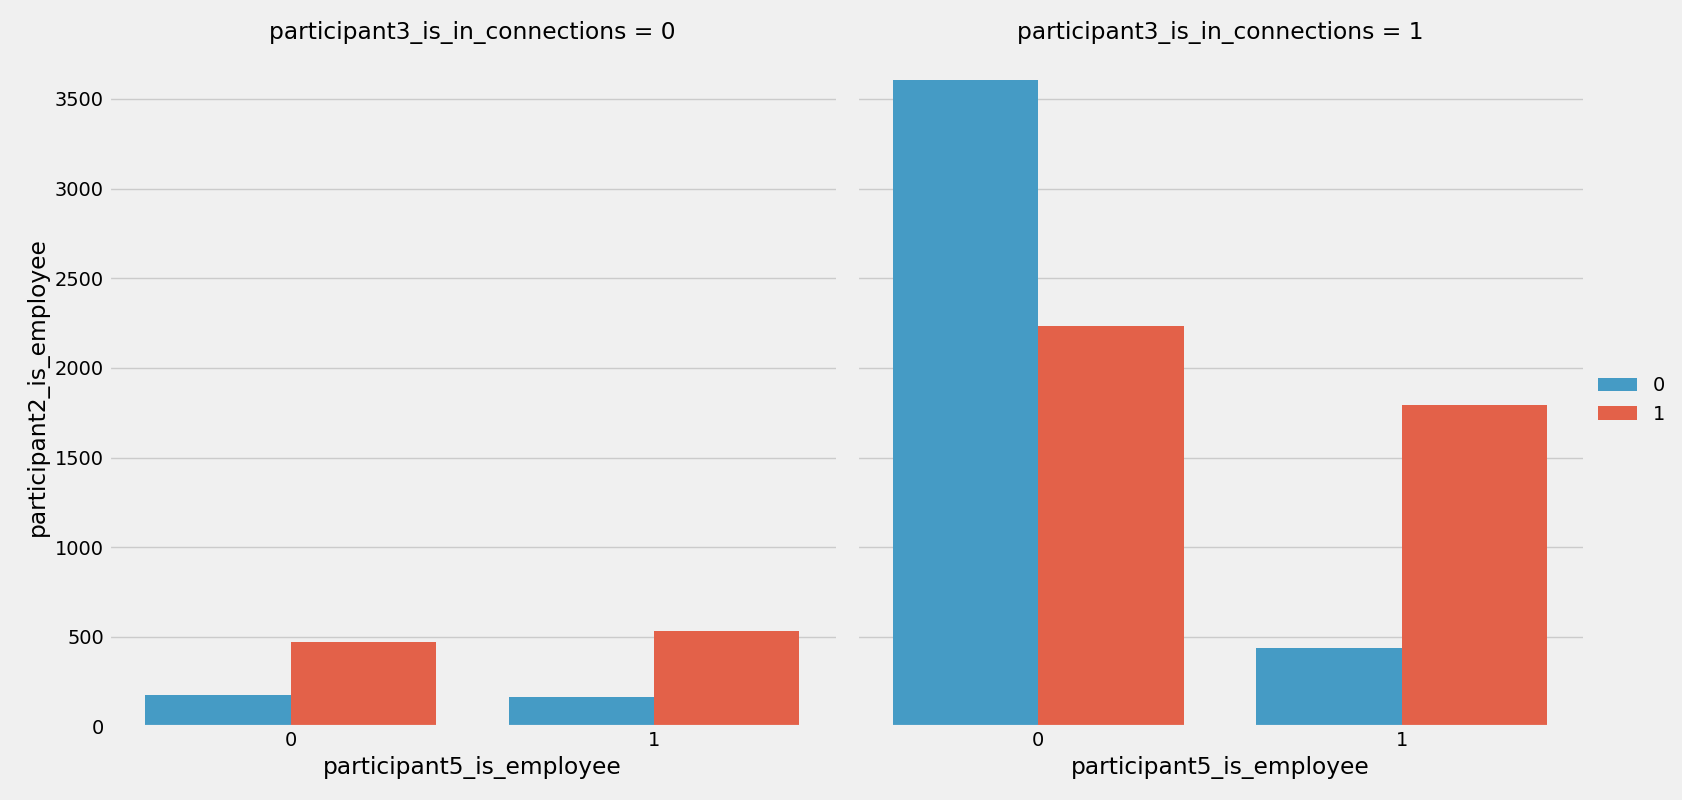 participant3_is_in_connections = 0
participant3_is_in_connections = 1
participant2_is_employee
3500
3000
2500
2000
1500
1000
500
0
0 1
participant5_is_employee
0 1
participant5_is_employee
0
1